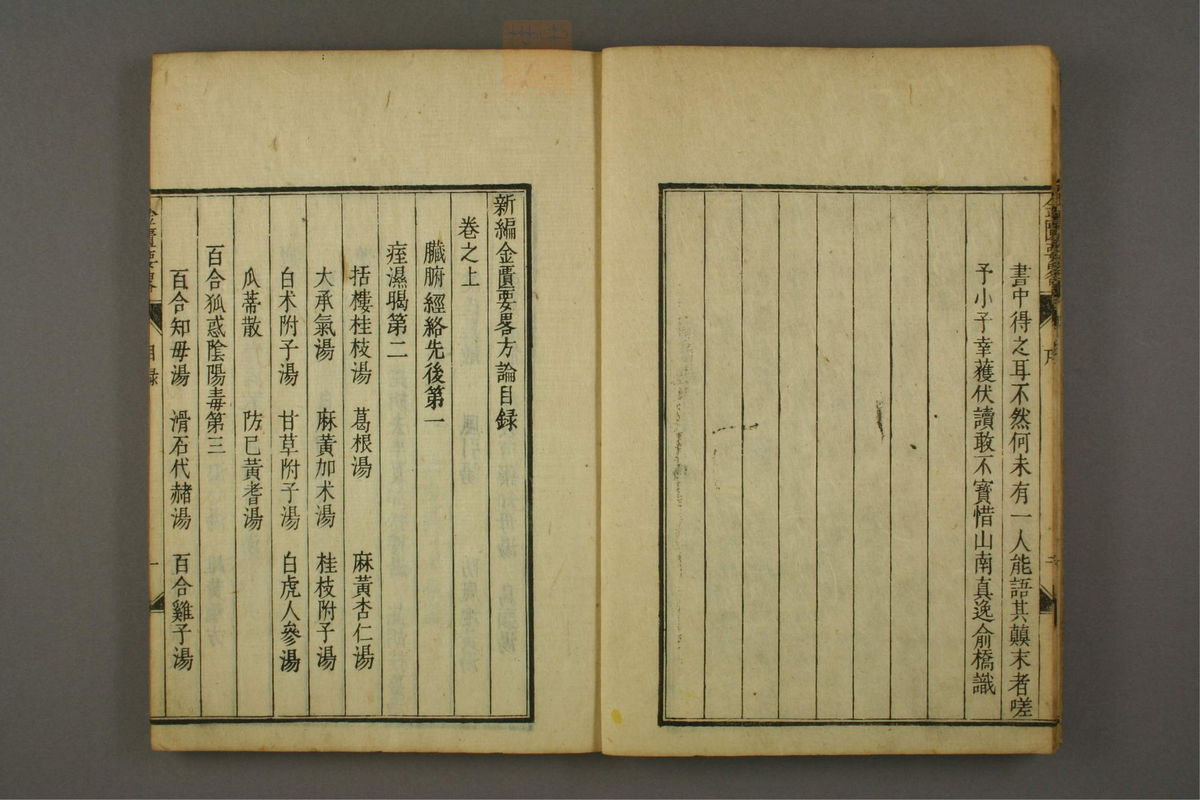 書中得之耳不然何未有一人能語其顛末者嗟
予小子幸獲伏讀敢不寶惜山南真逸俞橋識
新編金匱要畧方論目録
卷之上
臟腑經絡先後第一
痓濕暍第二
栝樓桂枝湯 葛根湯 麻黃杏仁湯
大承氣湯 麻黃加术湯 桂枝附子湯
白术附子湯 甘草附子湯 白虎人參湯
瓜蒂散 防已黃耆湯
百合狐惑陰陽毒第三
百合知毋湯 滑石代赭湯 百合雞子湯
目録 一